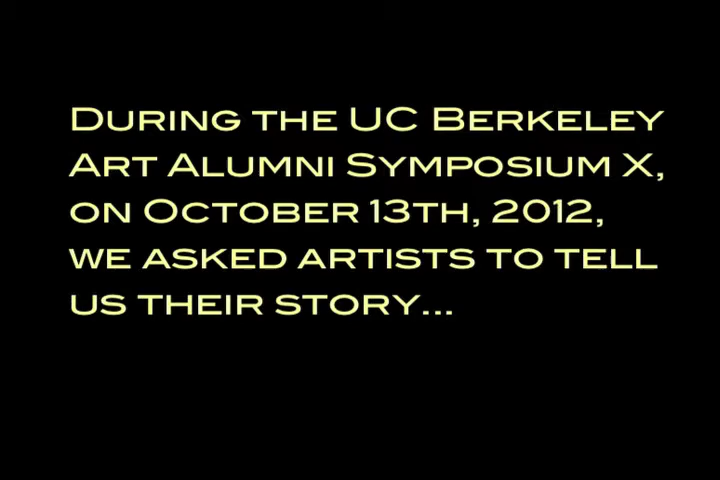 During the UC Berkeley
Art Alumni Symposium X,
on October 13th, 2012,
we asked artists to tell
us their story...